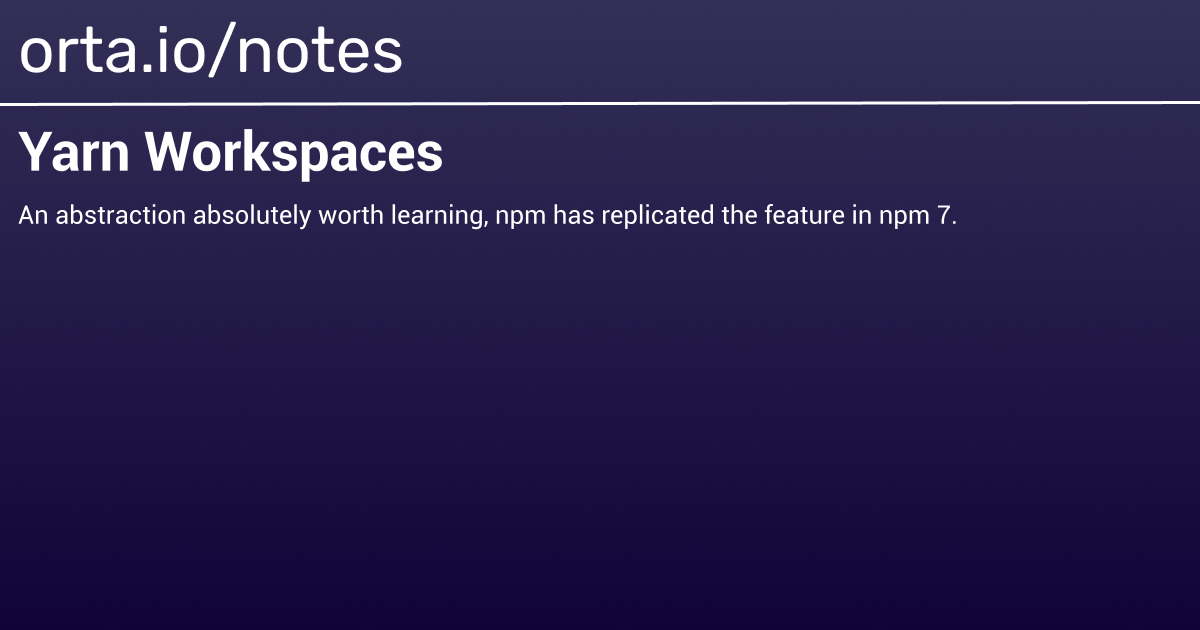 orta.io/notes
Yarn Workspaces
An abstraction absolutely worth learning, npm has replicated the feature in npm 7.